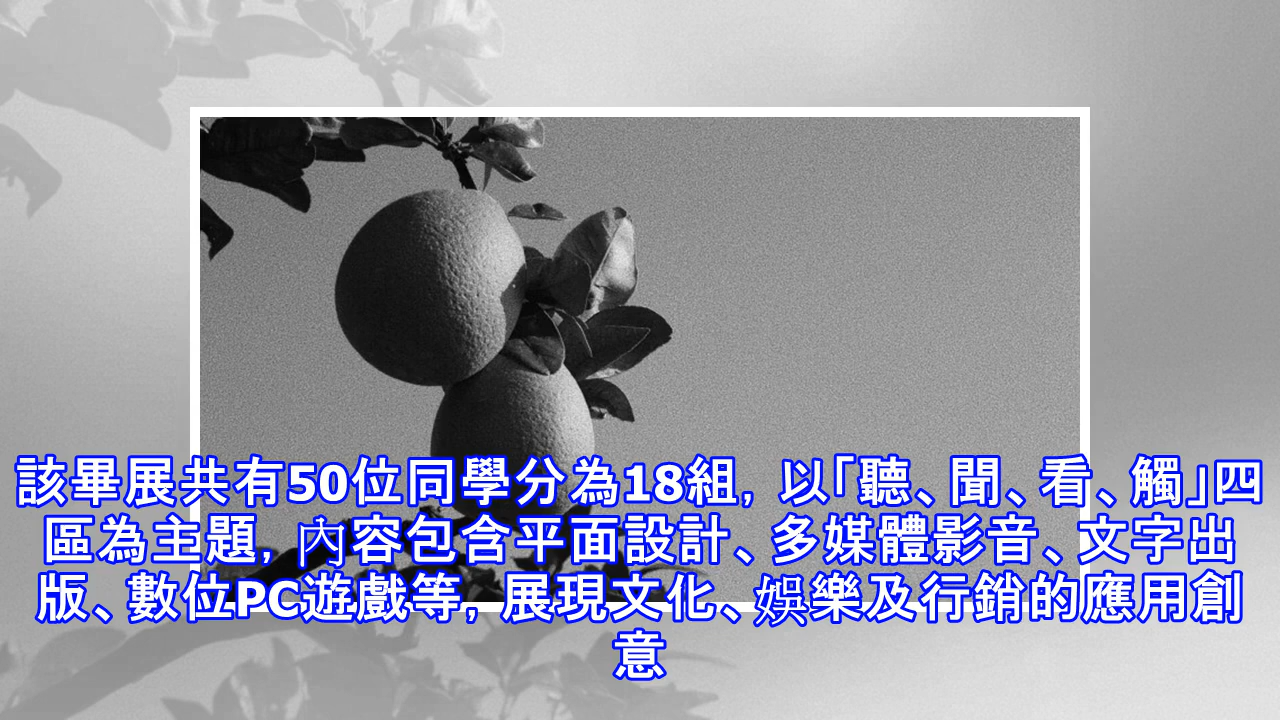 該畢展共有50位同學分為18組，以「聽、聞、看、觸」四
區為主題，內容包含平面設計、多媒體影音、文字出
版、數位PC遊戲等，展現文化、娛樂及行銷的應用創
意